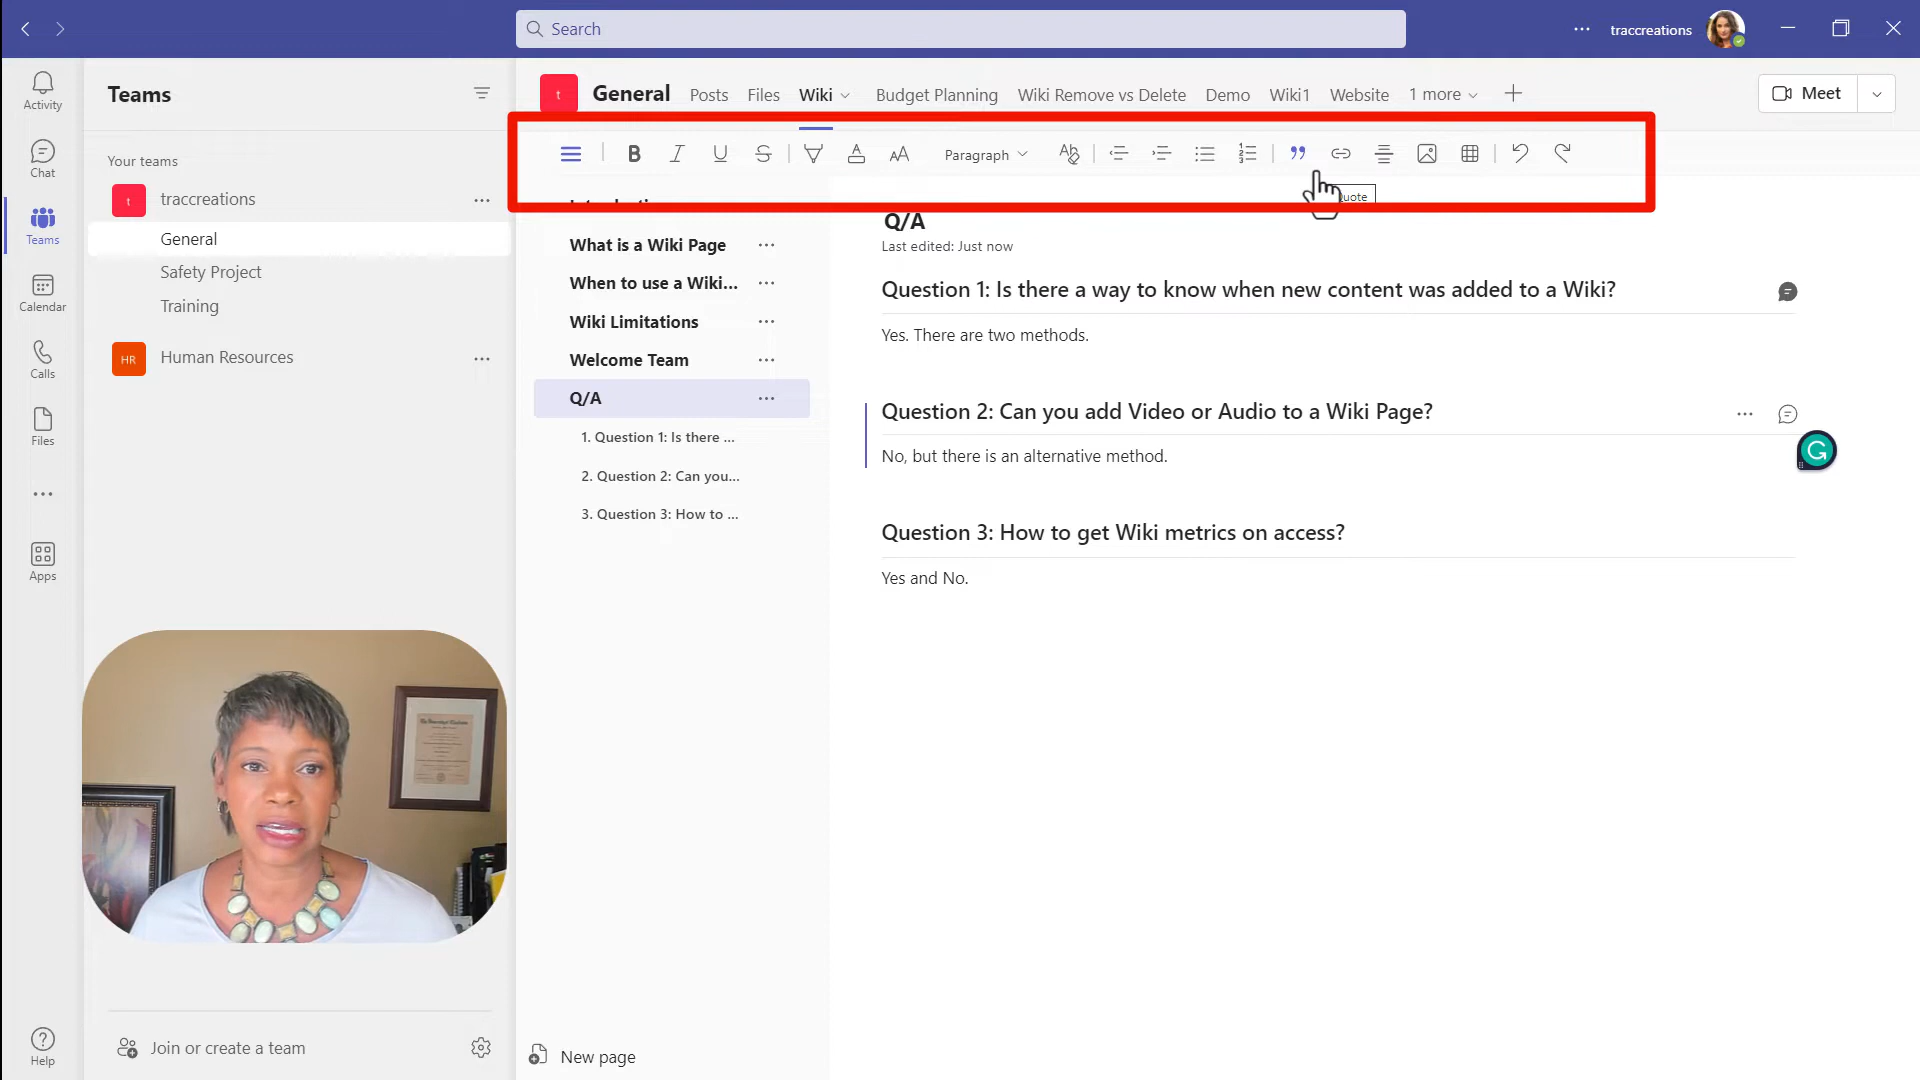 Search
traccreations
Activity
Chat
Teams
Calendar
Calls
Files
Apps
Help
Teams
Your teams
t
traccreations
General
Safety Project
Training
HR
Human Resources
Join or create a team
t
General
Posts
Files
Wiki
Budget Planning
Wiki Remove vs Delete
Demo
Wiki1
Website
1 more
Meet
B
I
U
S
A
AA
Paragraph
What is a Wiki Page
When to use a Wiki...
Wiki Limitations
Welcome Team
Q/A
1. Question 1: Is there ...
2. Question 2: Can you...
3. Question 3: How to ...
New page
Q/A
Last edited: Just now
Question 1: Is there a way to know when new content was added to a Wiki?
Yes. There are two methods.
Question 2: Can you add Video or Audio to a Wiki Page?
No, but there is an alternative method.
Question 3: How to get Wiki metrics on access?
Yes and No.